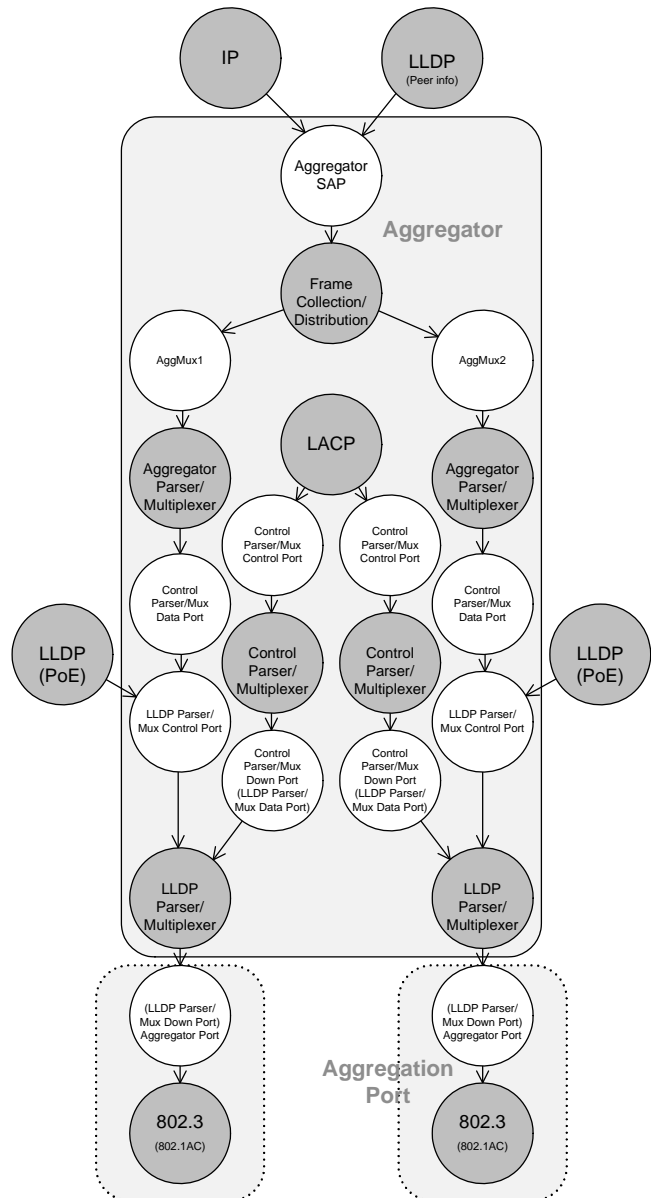 IP
LLDP
(Peer info)
Aggregator
SAP
Aggregator
Frame
Collection/
Distribution
AggMux1
AggMux2
LACP
Aggregator
Parser/
Multiplexer
Aggregator
Parser/
Multiplexer
Control
Parser/Mux
Control Port
Control
Parser/Mux
Control Port
Control
Parser/Mux
Data Port
Control
Parser/Mux
Data Port
LLDP
(PoE)
Control
Parser/
Multiplexer
Control
Parser/
Multiplexer
LLDP
(PoE)
LLDP Parser/
Mux Control Port
LLDP Parser/
Mux Control Port
Control
Parser/Mux
Down Port
(LLDP Parser/
Mux Data Port)
Control
Parser/Mux
Down Port
(LLDP Parser/
Mux Data Port)
LLDP
Parser/
Multiplexer
LLDP
Parser/
Multiplexer
(LLDP Parser/
Mux Down Port)
Aggregator Port
(LLDP Parser/
Mux Down Port)
Aggregator Port
Aggregation
Port
802.3
(802.1AC)
802.3
(802.1AC)